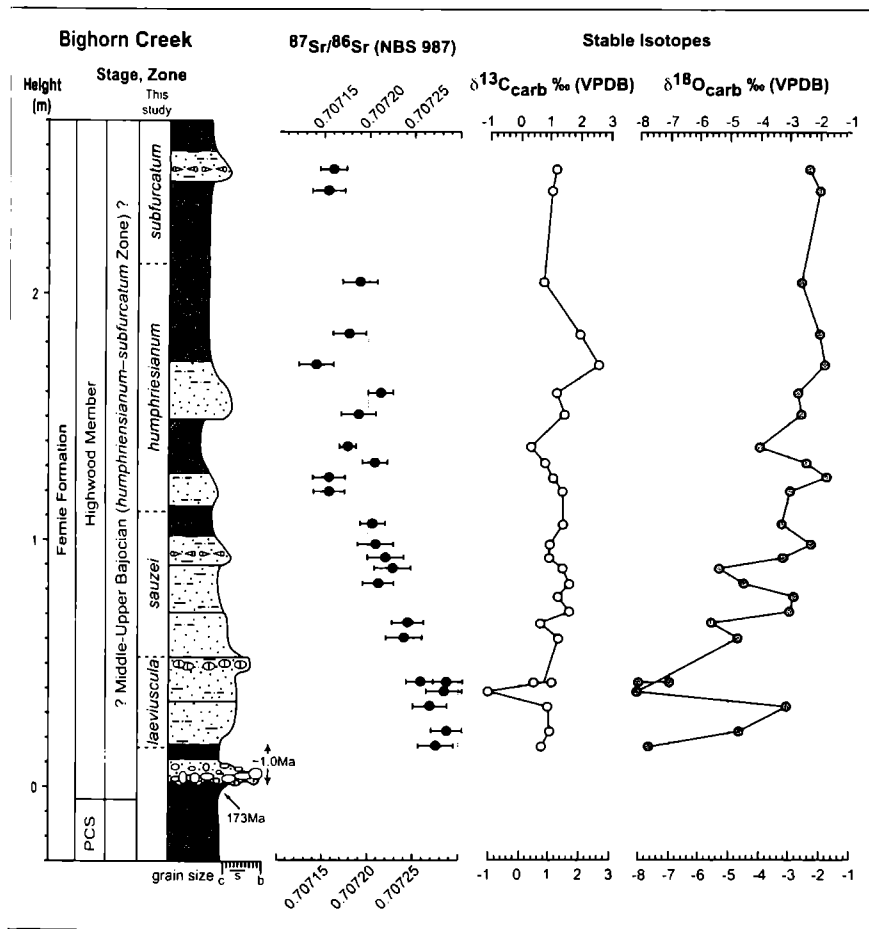 Bighorn Creek
Stage, Zone
This
study
Height
(m)
2
1
0
Fernie Formation
PCS
Highwood Member
? Middle-Upper Bajocian (humphriensianum–subfurcatum Zone) ?
subfurcatum
humphriesianum
sauzei
laeviuscula
~1.0Ma
173Ma
grain size
c s b
87Sr/86Sr (NBS 987)
0.70715 0.70720 0.70725
0.70715 0.70720 0.70725
Stable Isotopes
δ13Ccarb ‰ (VPDB)
-1 0 1 2 3
-1 0 1 2 3
δ18Ocarb ‰ (VPDB)
-8 -7 -6 -5 -4 -3 -2 -1
-8 -7 -6 -5 -4 -3 -2 -1